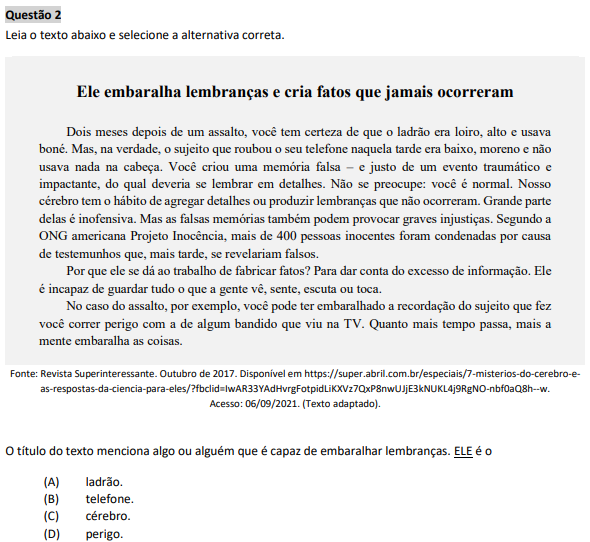 Questão 2
Leia o texto abaixo e selecione a alternativa correta.
Ele embaralha lembranças e cria fatos que jamais ocorreram
Dois meses depois de um assalto, você tem certeza de que o ladrão era loiro, alto e usava
boné. Mas, na verdade, o sujeito que roubou o seu telefone naquela tarde era baixo, moreno e não
usava nada na cabeça. Você criou uma memória falsa – e justo de um evento traumático e
impactante, do qual deveria se lembrar em detalhes. Não se preocupe: você é normal. Nosso
cérebro tem o hábito de agregar detalhes ou produzir lembranças que não ocorreram. Grande parte
delas é inofensiva. Mas as falsas memórias também podem provocar graves injustiças. Segundo a
ONG americana Projeto Inocência, mais de 400 pessoas inocentes foram condenadas por causa
de testemunhos que, mais tarde, se revelariam falsos.
Por que ele se dá ao trabalho de fabricar fatos? Para dar conta do excesso de informação. Ele
é incapaz de guardar tudo o que a gente vê, sente, escuta ou toca.
No caso do assalto, por exemplo, você pode ter embaralhado a recordação do sujeito que fez
você correr perigo com a de algum bandido que viu na TV. Quanto mais tempo passa, mais a
mente embaralha as coisas.
Fonte: Revista Superinteressante. Outubro de 2017. Disponível em https://super.abril.com.br/especiais/7-misterios-do-cerebro-e-
as-respostas-da-ciencia-para-eles/?fbclid=IwAR33YAdHvrgFotpidLiKXVz7QxP8nwUJjE3kNUKL4j9RgNO-nbf0aQ8h--w.
Acesso: 06/09/2021. (Texto adaptado).
O título do texto menciona algo ou alguém que é capaz de embaralhar lembranças. ELE é o
(A) ladrão.
(B) telefone.
(C) cérebro.
(D) perigo.